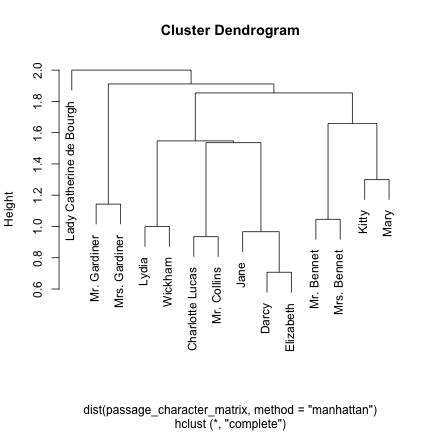 Cluster Dendrogram
Height
2.0
1.8
1.6
1.4
1.2
1.0
0.8
0.6
Lady Catherine de Bourgh
Mr. Gardiner
Mrs. Gardiner
Lydia
Wickham
Charlotte Lucas
Mr. Collins
Jane
Darcy
Elizabeth
Mr. Bennet
Mrs. Bennet
Kitty
Mary
dist(passage_character_matrix, method = "manhattan")
hclust (*, "complete")